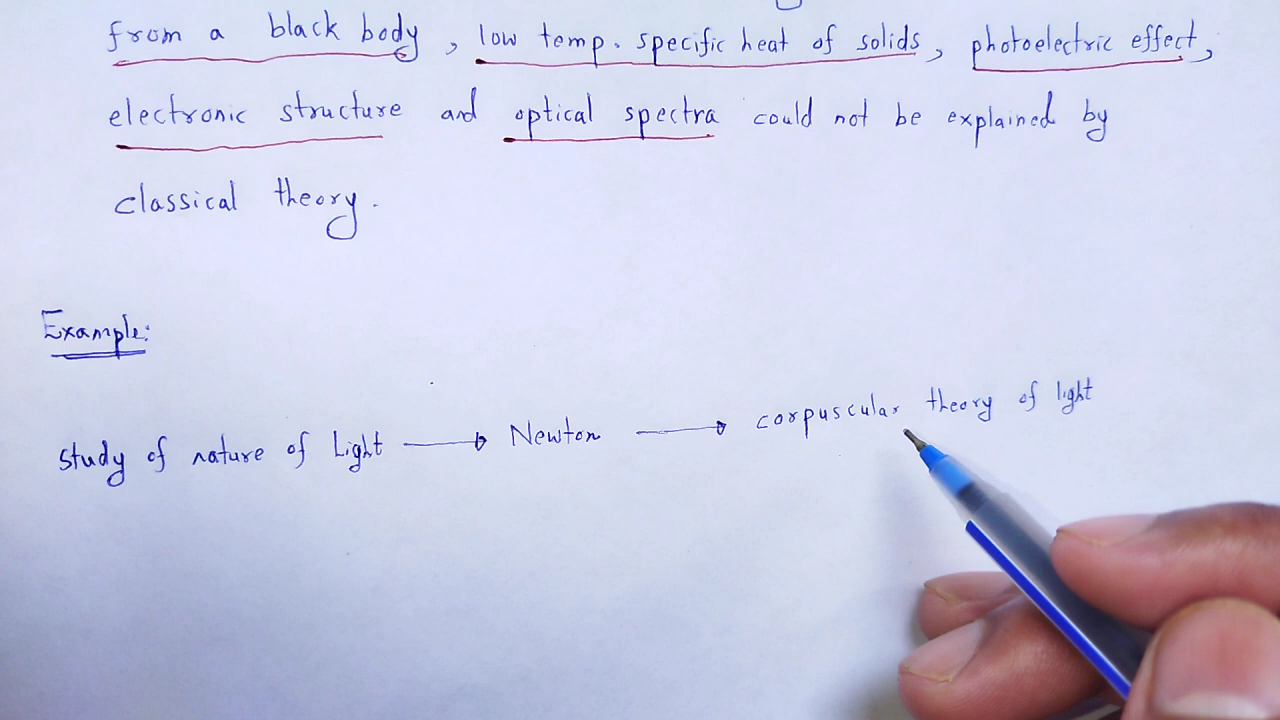 from a black body, low temp. specific heat of solids, photoelectric effect,
electronic structure and optical spectra could not be explained by
classical theory.
Example:
study of nature of Light → Newton → corpuscular theory of light